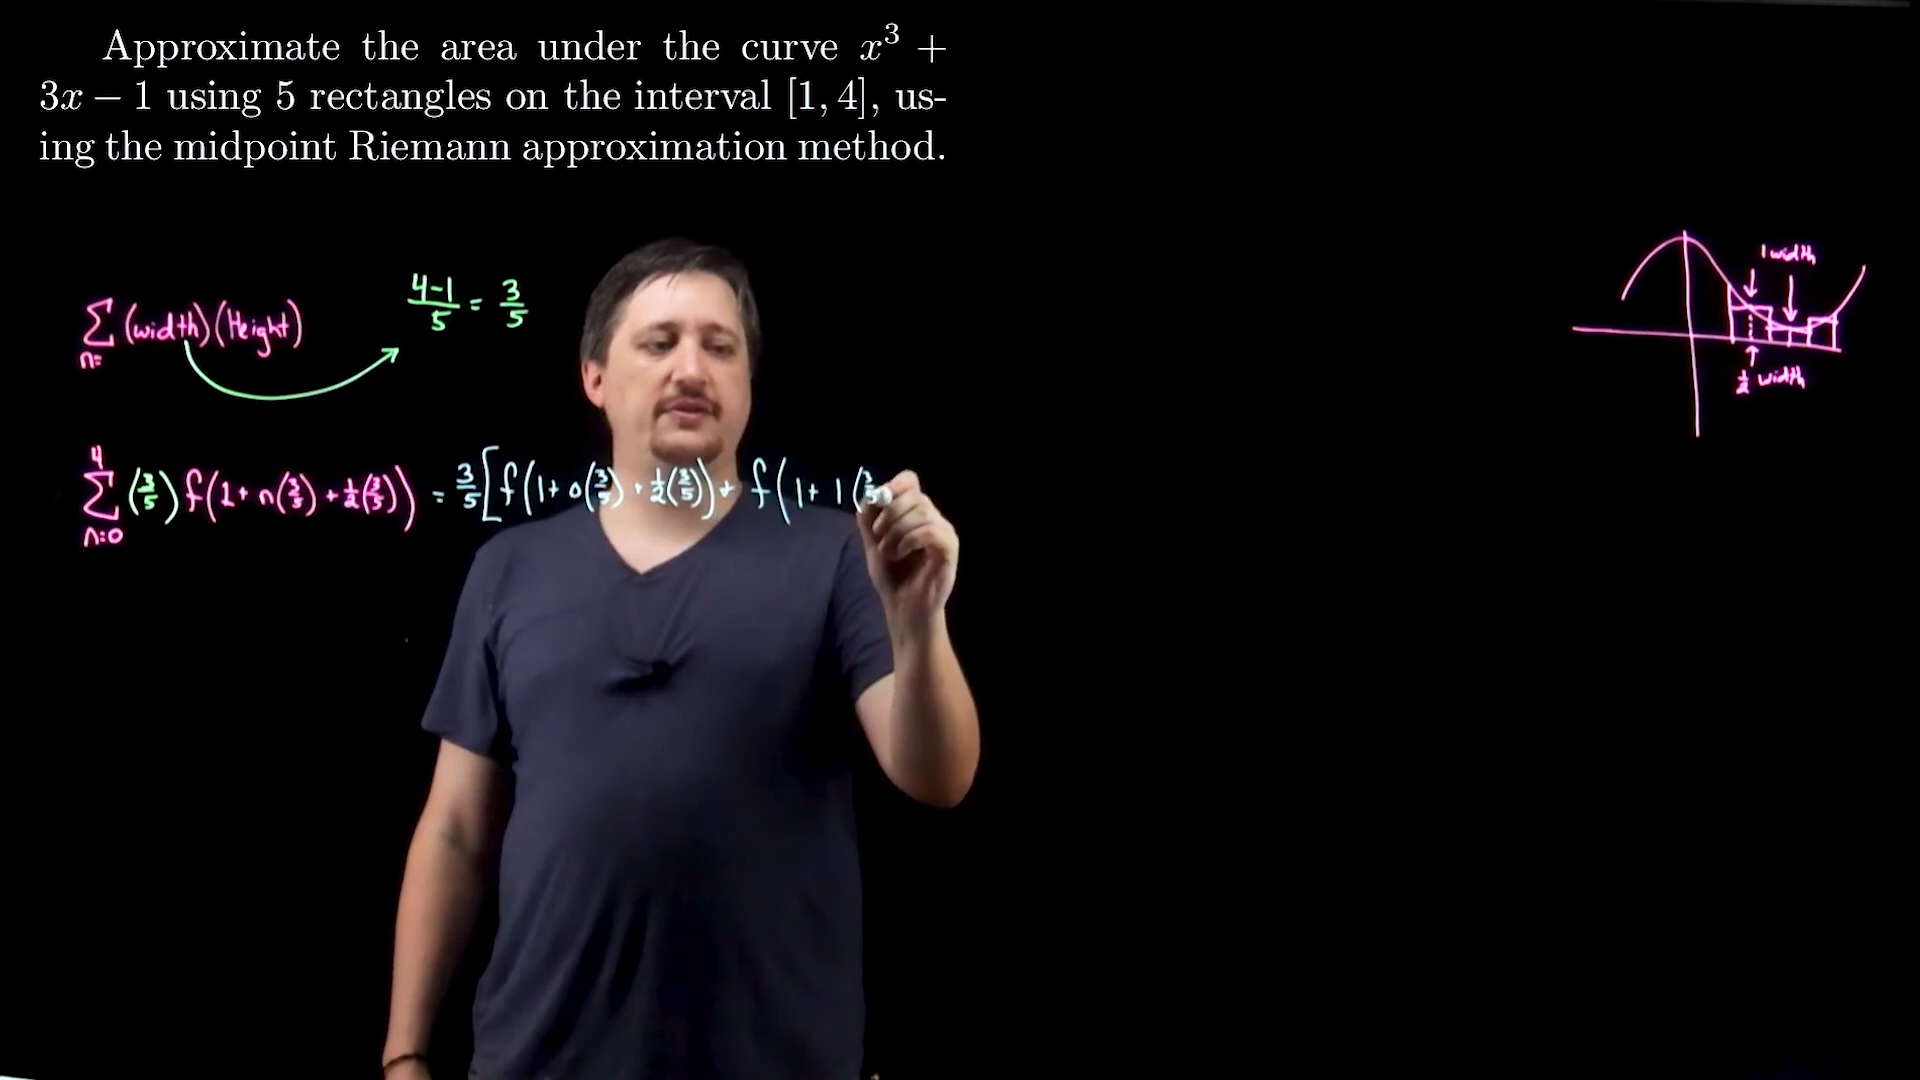 Approximate the area under the curve x³ +
3x − 1 using 5 rectangles on the interval [1, 4], us-
ing the midpoint Riemann approximation method.
∑ (width)(Height)
n=
4-1/5 = 3/5
1 width
1/2 width
4
∑ (3/5) f(1+ n(3/5) + 1/2(3/5)) = 3/5[f(1+ 0(3/5) + 1/2(3/5)) + f(1+ 1(3/5
n=0